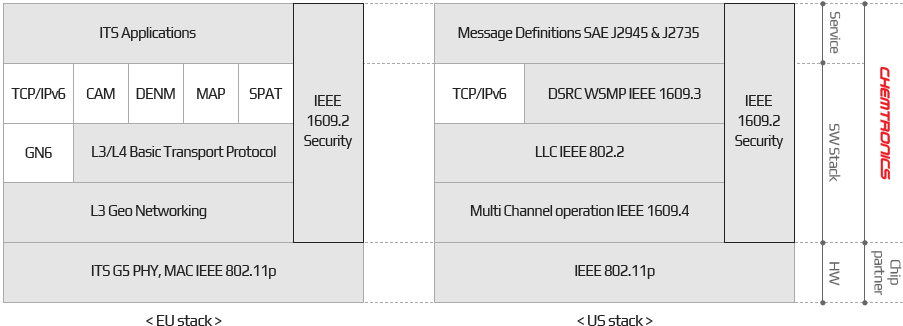 ITS Applications
TCP/IPv6 CAM DENM MAP SPAT
IEEE
1609.2
Security
GN6 L3/L4 Basic Transport Protocol
L3 Geo Networking
ITS G5 PHY, MAC IEEE 802.11p
< EU stack >
Message Definitions SAE J2945 & J2735
TCP/IPv6 DSRC WSMP IEEE 1609.3
IEEE
1609.2
Security
LLC IEEE 802.2
Multi Channel operation IEEE 1609.4
IEEE 802.11p
< US stack >
Service
SW Stack
HW
CHEMTRONICS
Chip
partner